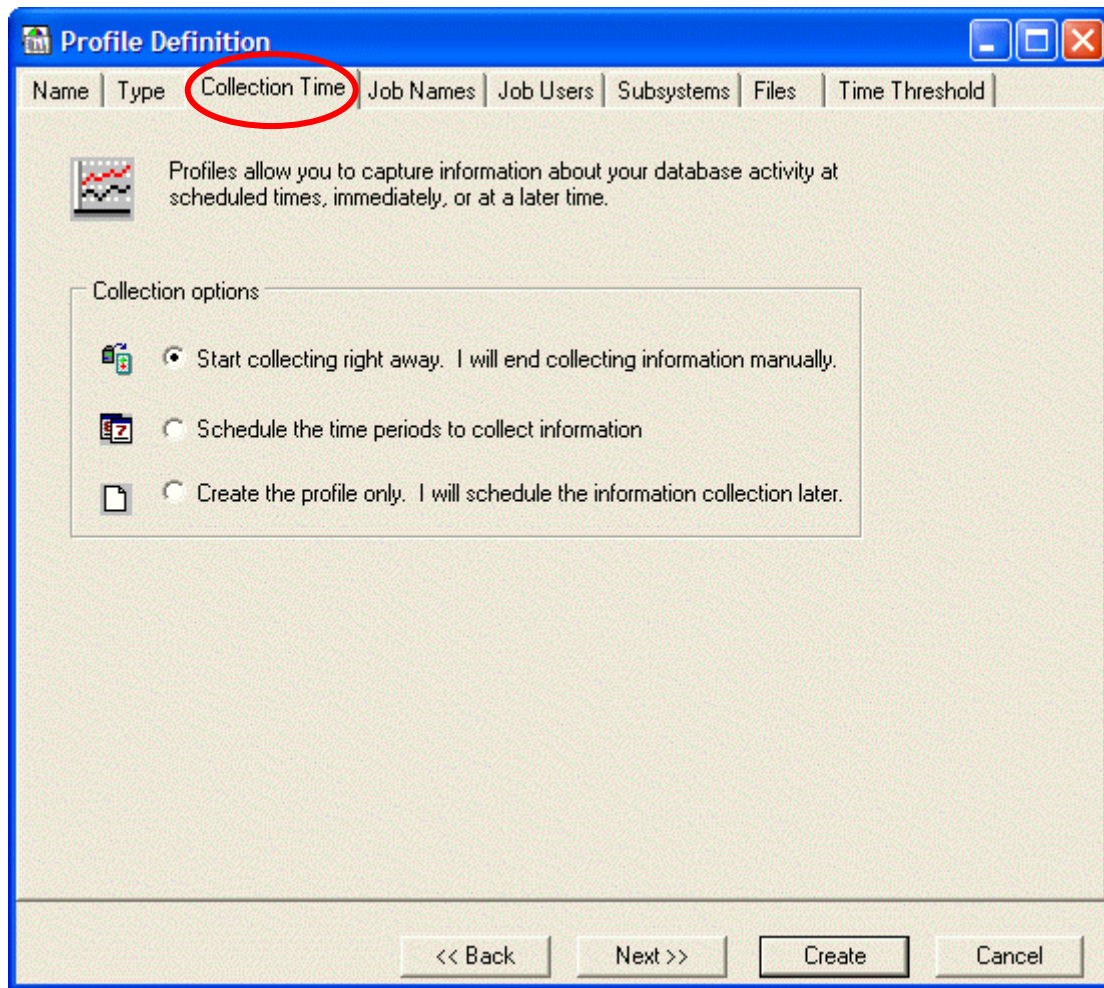 Profile Definition
Name Type Collection Time Job Names Job Users Subsystems Files Time Threshold
Profiles allow you to capture information about your database activity at
scheduled times, immediately, or at a later time.
Collection options
Start collecting right away. I will end collecting information manually.
Schedule the time periods to collect information
Create the profile only. I will schedule the information collection later.
<< Back Next >> Create Cancel